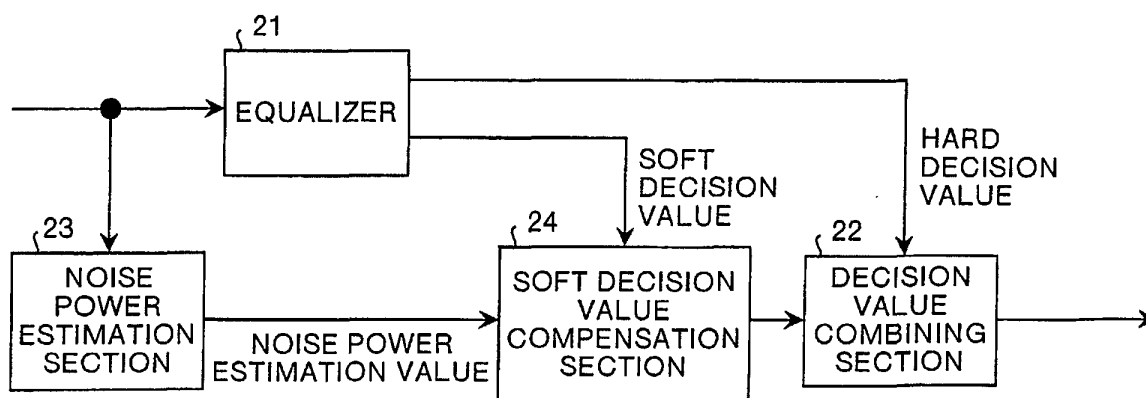 21
EQUALIZER
SOFT
DECISION
VALUE
HARD
DECISION
VALUE
23
NOISE
POWER
ESTIMATION
SECTION
NOISE POWER
ESTIMATION VALUE
24
SOFT DECISION
VALUE
COMPENSATION
SECTION
22
DECISION
VALUE
COMBINING
SECTION